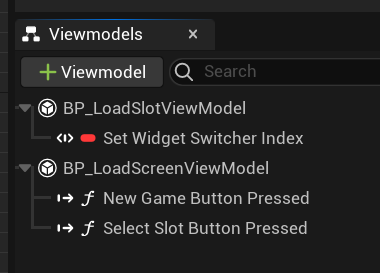 Viewmodels
Viewmodel
Search
BP_LoadSlotViewModel
Set Widget Switcher Index
BP_LoadScreenViewModel
New Game Button Pressed
Select Slot Button Pressed